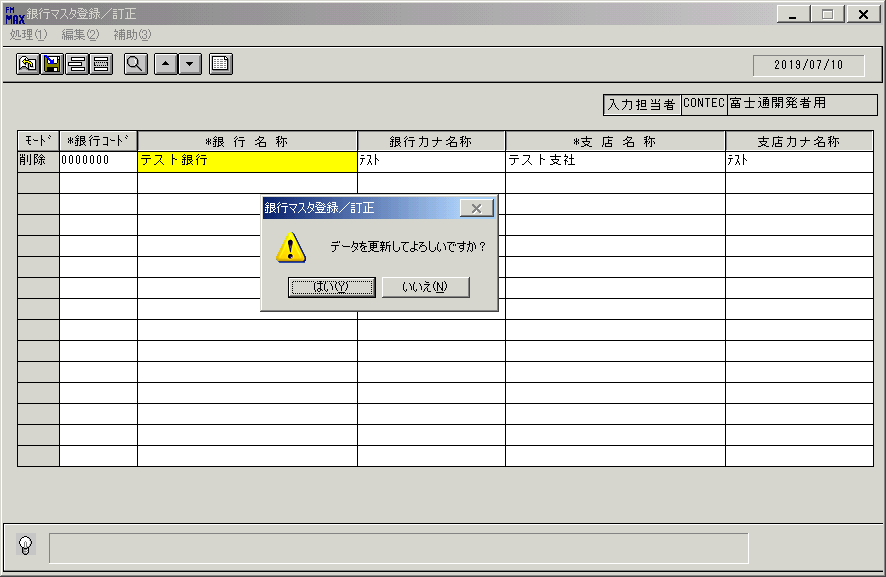 FM MAX 銀行マスタ登録／訂正
処理(1) 編集(2) 補助(3)
2019/07/10
入力担当者 CONTEC 富士通開発者用
ﾓｰﾄﾞ *銀行ｺｰﾄﾞ *銀 行 名 称 銀行カナ名称 *支 店 名 称 支店カナ名称
削除 0000000 テスト銀行 ﾃｽﾄ テスト支社 ﾃｽﾄ
銀行マスタ登録／訂正
データを更新してよろしいですか？
はい(Y) いいえ(N)